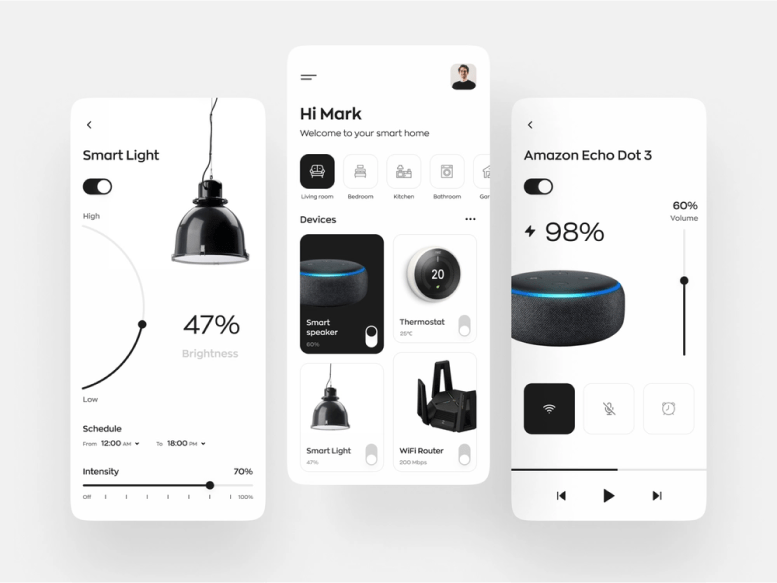 Smart Light
High
47%
Brightness
Low
Schedule
From 12:00 AM To 18:00 PM
Intensity 70%
Off 100%
Hi Mark
Welcome to your smart home
Living room Bedroom Kitchen Bathroom Gar
Devices
Smart
speaker
60%
20
Thermostat
25°C
Smart Light
47%
WiFi Router
200 Mbps
Amazon Echo Dot 3
60%
Volume
98%